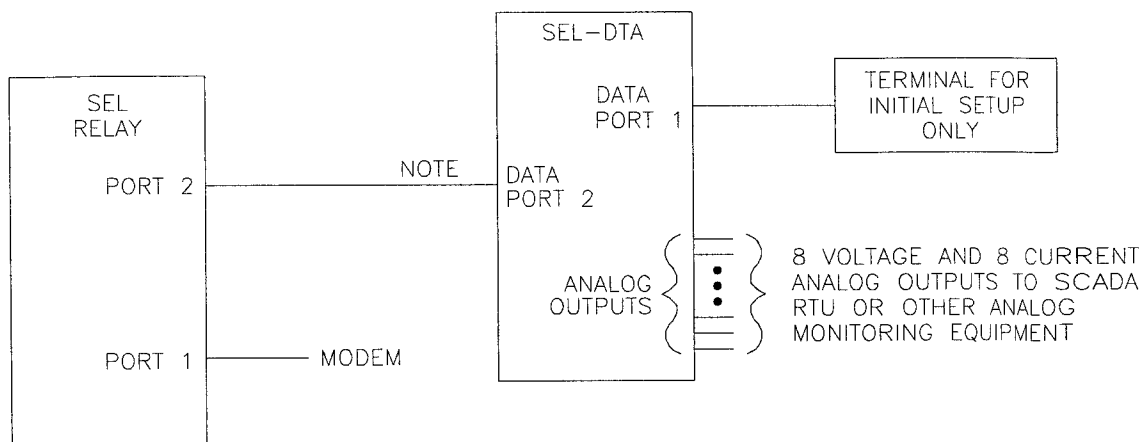 SEL-DTA
SEL
RELAY
DATA
PORT 1
TERMINAL FOR
INITIAL SETUP
ONLY
PORT 2
NOTE
DATA
PORT 2
ANALOG
OUTPUTS
8 VOLTAGE AND 8 CURRENT
ANALOG OUTPUTS TO SCADA
RTU OR OTHER ANALOG
MONITORING EQUIPMENT
PORT 1
MODEM